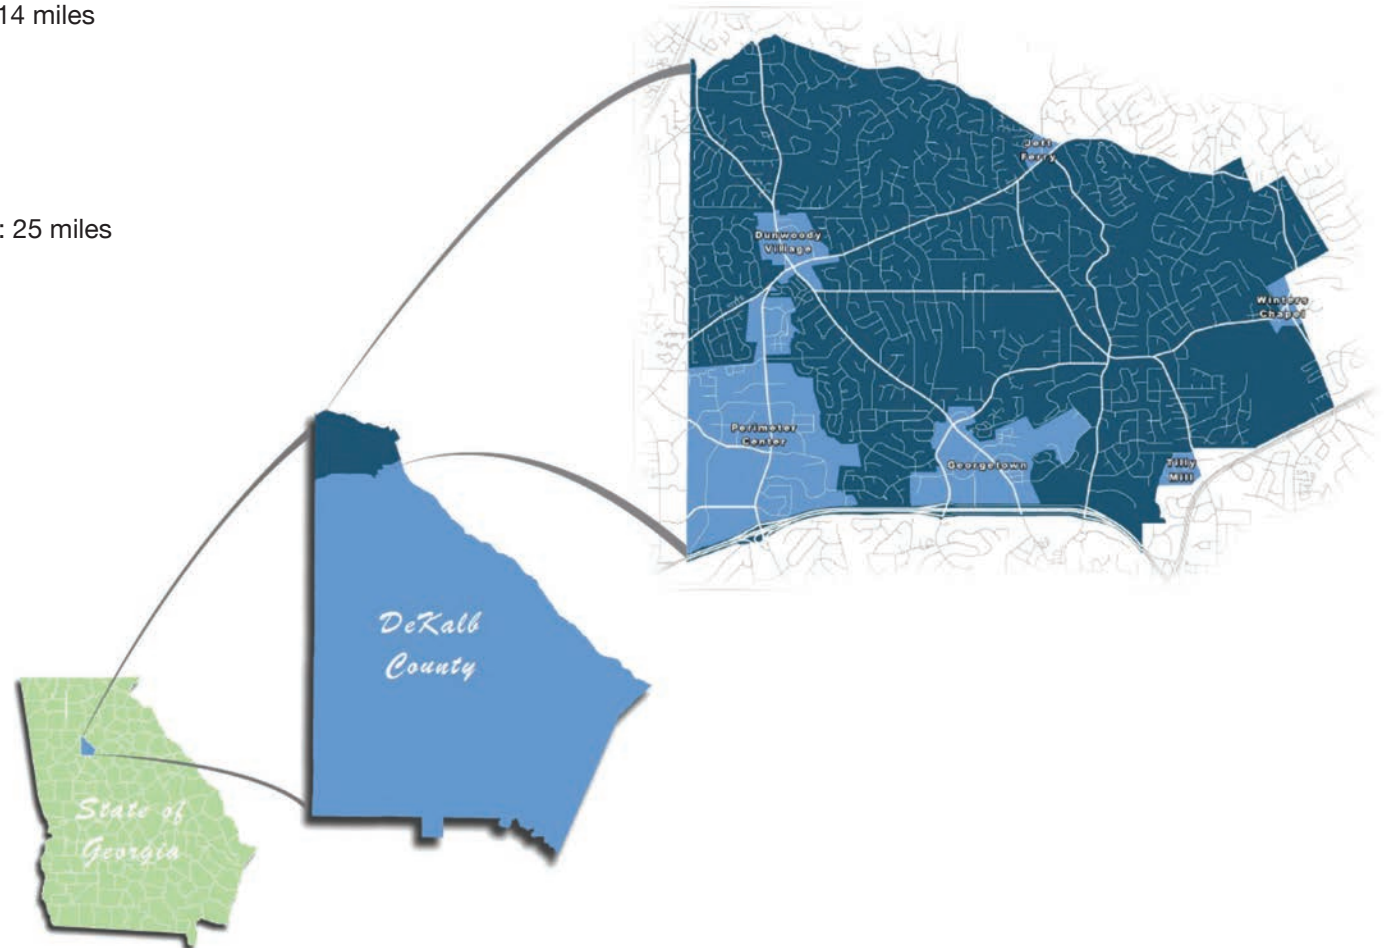 14 miles
: 25 miles
Jett
Ferry
Dunwoody
Village
Winters
Chapel
Perimeter
Center
Georgetown
Tilly
Mill
DeKalb
County
State of
Georgia